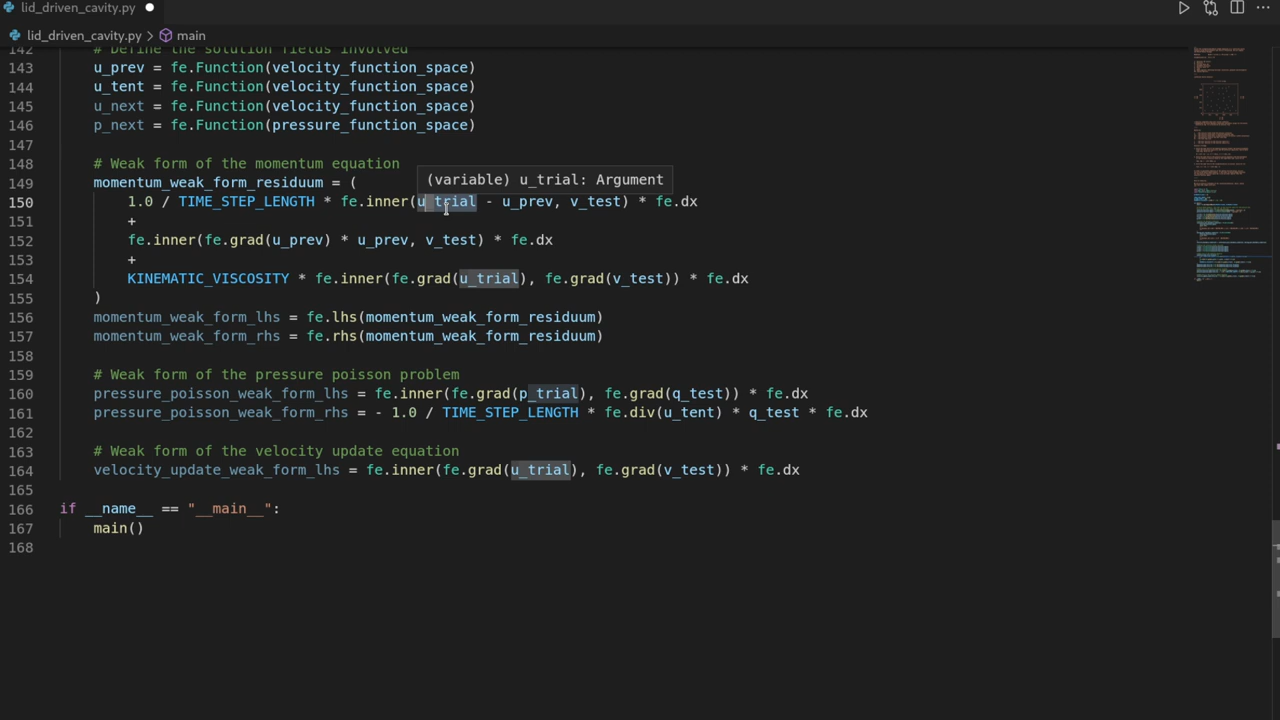 lid_driven_cavity.py
lid_driven_cavity.py > main
142 # Define the solution fields involved
143 u_prev = fe.Function(velocity_function_space)
144 u_tent = fe.Function(velocity_function_space)
145 u_next = fe.Function(velocity_function_space)
146 p_next = fe.Function(pressure_function_space)
147
148 # Weak form of the momentum equation
(variable) u_trial: Argument
149 momentum_weak_form_residuum = (
150 1.0 / TIME_STEP_LENGTH * fe.inner(u_trial - u_prev, v_test) * fe.dx
151 +
152 fe.inner(fe.grad(u_prev) * u_prev, v_test) * fe.dx
153 +
154 KINEMATIC_VISCOSITY * fe.inner(fe.grad(u_trial), fe.grad(v_test)) * fe.dx
155 )
156 momentum_weak_form_lhs = fe.lhs(momentum_weak_form_residuum)
157 momentum_weak_form_rhs = fe.rhs(momentum_weak_form_residuum)
158
159 # Weak form of the pressure poisson problem
160 pressure_poisson_weak_form_lhs = fe.inner(fe.grad(p_trial), fe.grad(q_test)) * fe.dx
161 pressure_poisson_weak_form_rhs = - 1.0 / TIME_STEP_LENGTH * fe.div(u_tent) * q_test * fe.dx
162
163 # Weak form of the velocity update equation
164 velocity_update_weak_form_lhs = fe.inner(fe.grad(u_trial), fe.grad(v_test)) * fe.dx
165
166 if __name__ == "__main__":
167 main()
168